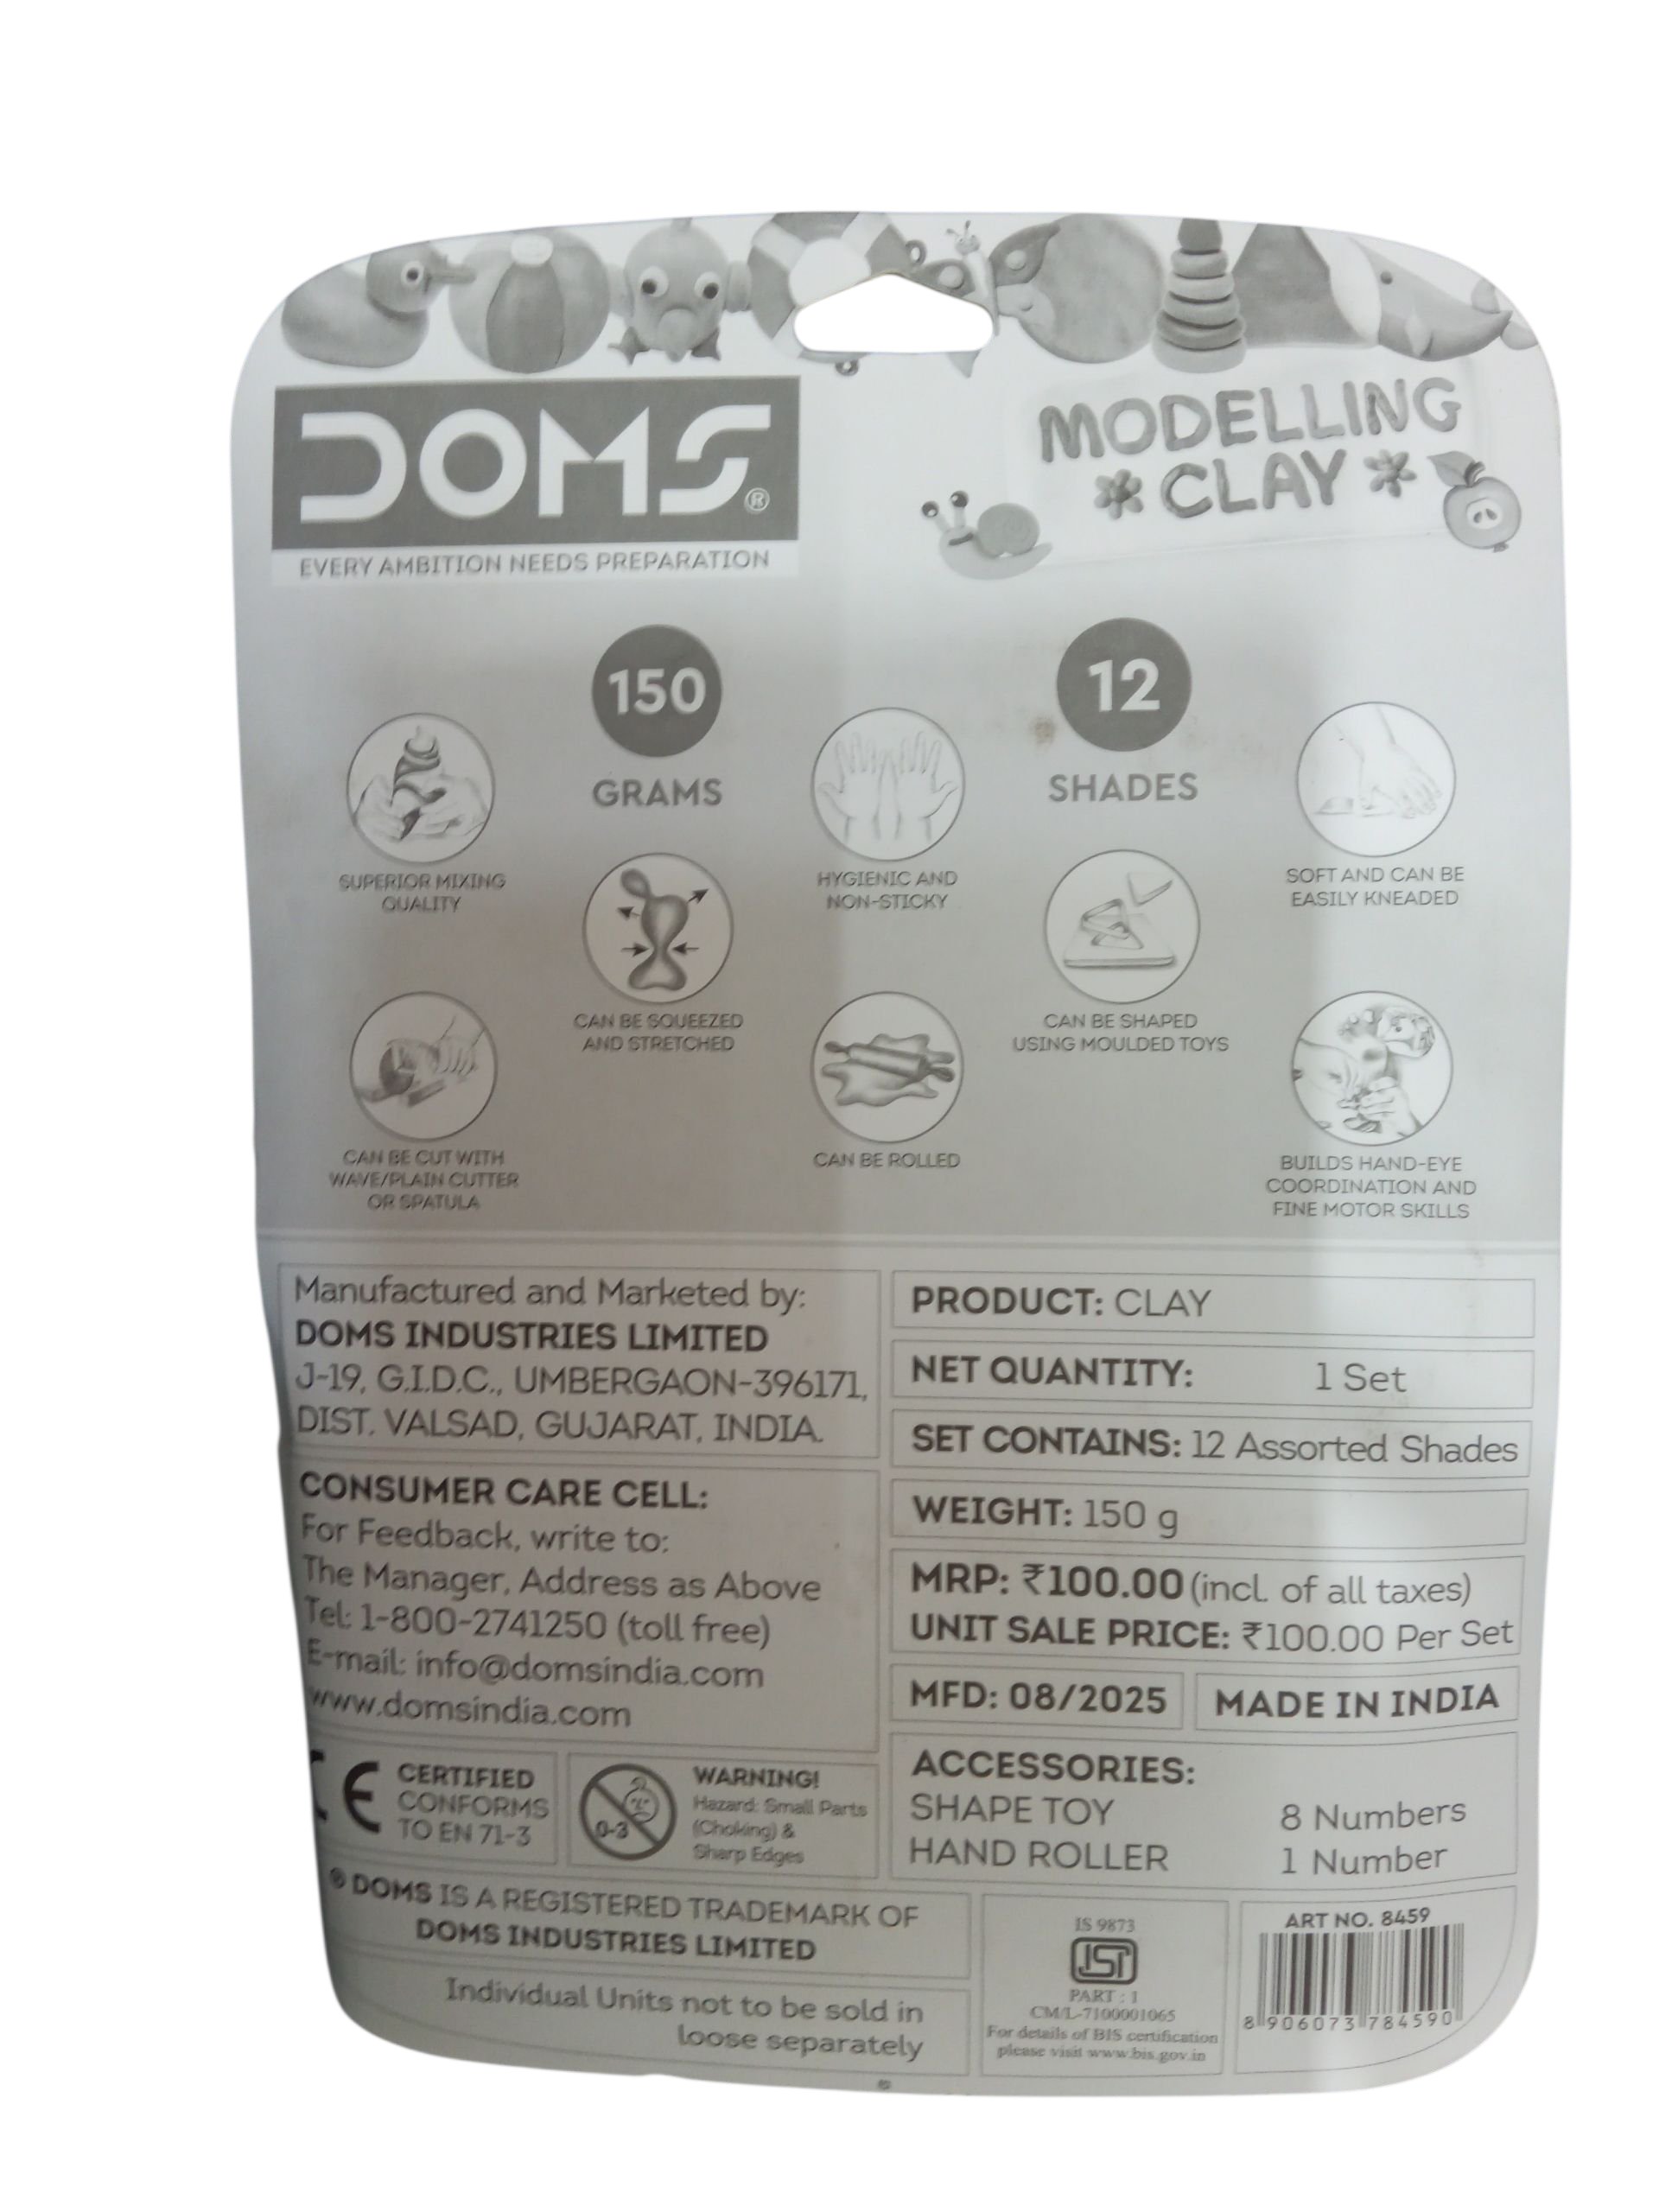 DOMS®
EVERY AMBITION NEEDS PREPARATION
MODELLING
CLAY
150
GRAMS
12
SHADES
SUPERIOR MIXING
QUALITY
HYGIENIC AND
NON-STICKY
SOFT AND CAN BE
EASILY KNEADED
CAN BE SQUEEZED
AND STRETCHED
CAN BE SHAPED
USING MOULDED TOYS
CAN BE CUT WITH
WAVE/PLAIN CUTTER
OR SPATULA
CAN BE ROLLED
BUILDS HAND-EYE
COORDINATION AND
FINE MOTOR SKILLS
Manufactured and Marketed by:
DOMS INDUSTRIES LIMITED
J-19, G.I.D.C., UMBERGAON-396171,
DIST. VALSAD, GUJARAT, INDIA.
CONSUMER CARE CELL:
For Feedback, write to:
The Manager, Address as Above
Tel: 1-800-2741250 (toll free)
E-mail: info@domsindia.com
www.domsindia.com
CE
CERTIFIED
CONFORMS
TO EN 71-3
0-3
WARNING!
Hazard: Small Parts
(Choking) &
Sharp Edges
® DOMS IS A REGISTERED TRADEMARK OF
DOMS INDUSTRIES LIMITED
Individual Units not to be sold in
loose separately
PRODUCT: CLAY
NET QUANTITY: 1 Set
SET CONTAINS: 12 Assorted Shades
WEIGHT: 150 g
MRP: ₹100.00 (incl. of all taxes)
UNIT SALE PRICE: ₹100.00 Per Set
MFD: 08/2025
MADE IN INDIA
ACCESSORIES:
SHAPE TOY 8 Numbers
HAND ROLLER 1 Number
IS 9873
ISI
PART : 1
CM/L-7100001065
For details of BIS certification
please visit www.bis.gov.in
ART NO. 8459
8 906073 784590